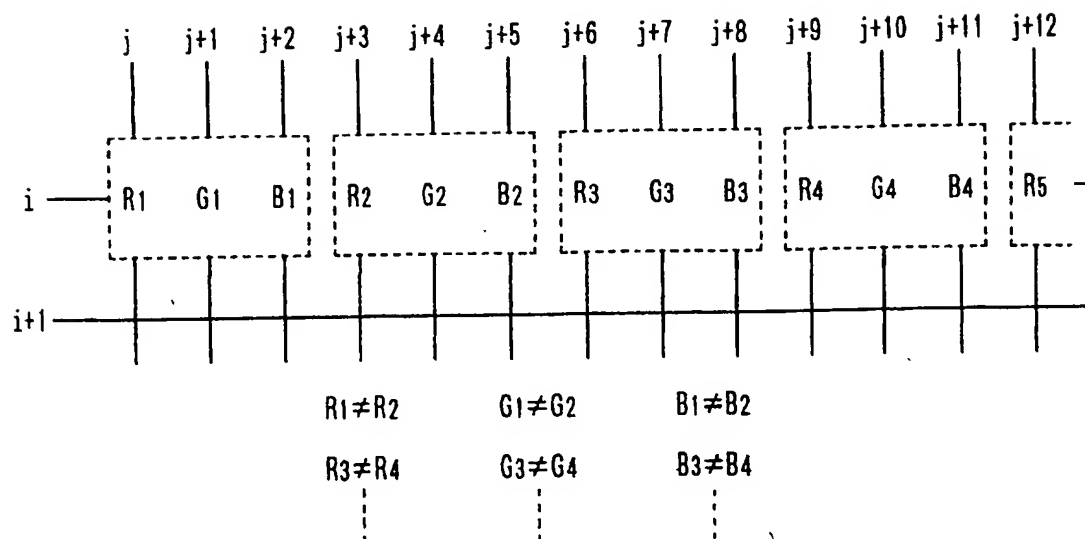 j j+1 j+2 j+3 j+4 j+5 j+6 j+7 j+8 j+9 j+10 j+11 j+12
i R1 G1 B1 R2 G2 B2 R3 G3 B3 R4 G4 B4 R5
i+1
R1≠R2 G1≠G2 B1≠B2
R3≠R4 G3≠G4 B3≠B4